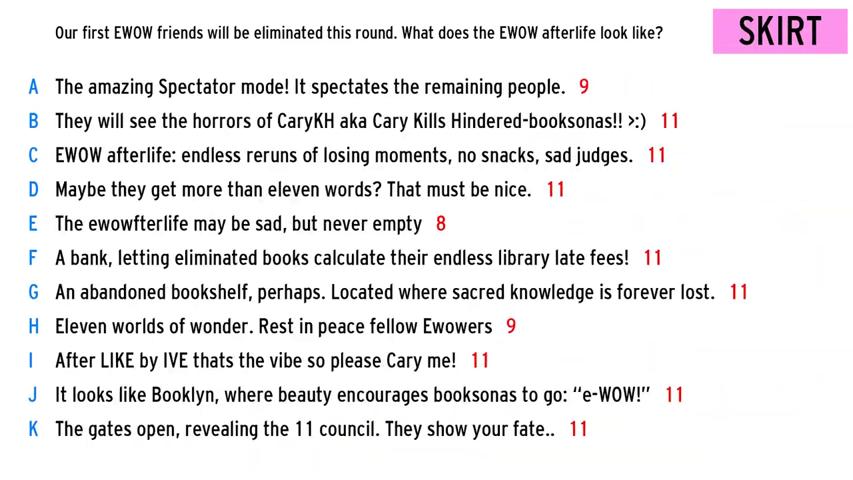 Our first EWOW friends will be eliminated this round. What does the EWOW afterlife look like?
SKIRT
A The amazing Spectator mode! It spectates the remaining people. 9
B They will see the horrors of CaryKH aka Cary Kills Hindered-booksonas!! >:) 11
C EWOW afterlife: endless reruns of losing moments, no snacks, sad judges. 11
D Maybe they get more than eleven words? That must be nice. 11
E The ewowfterlife may be sad, but never empty 8
F A bank, letting eliminated books calculate their endless library late fees! 11
G An abandoned bookshelf, perhaps. Located where sacred knowledge is forever lost. 11
H Eleven worlds of wonder. Rest in peace fellow Ewowers 9
I After LIKE by IVE thats the vibe so please Cary me! 11
J It looks like Booklyn, where beauty encourages booksonas to go: “e-WOW!” 11
K The gates open, revealing the 11 council. They show your fate.. 11